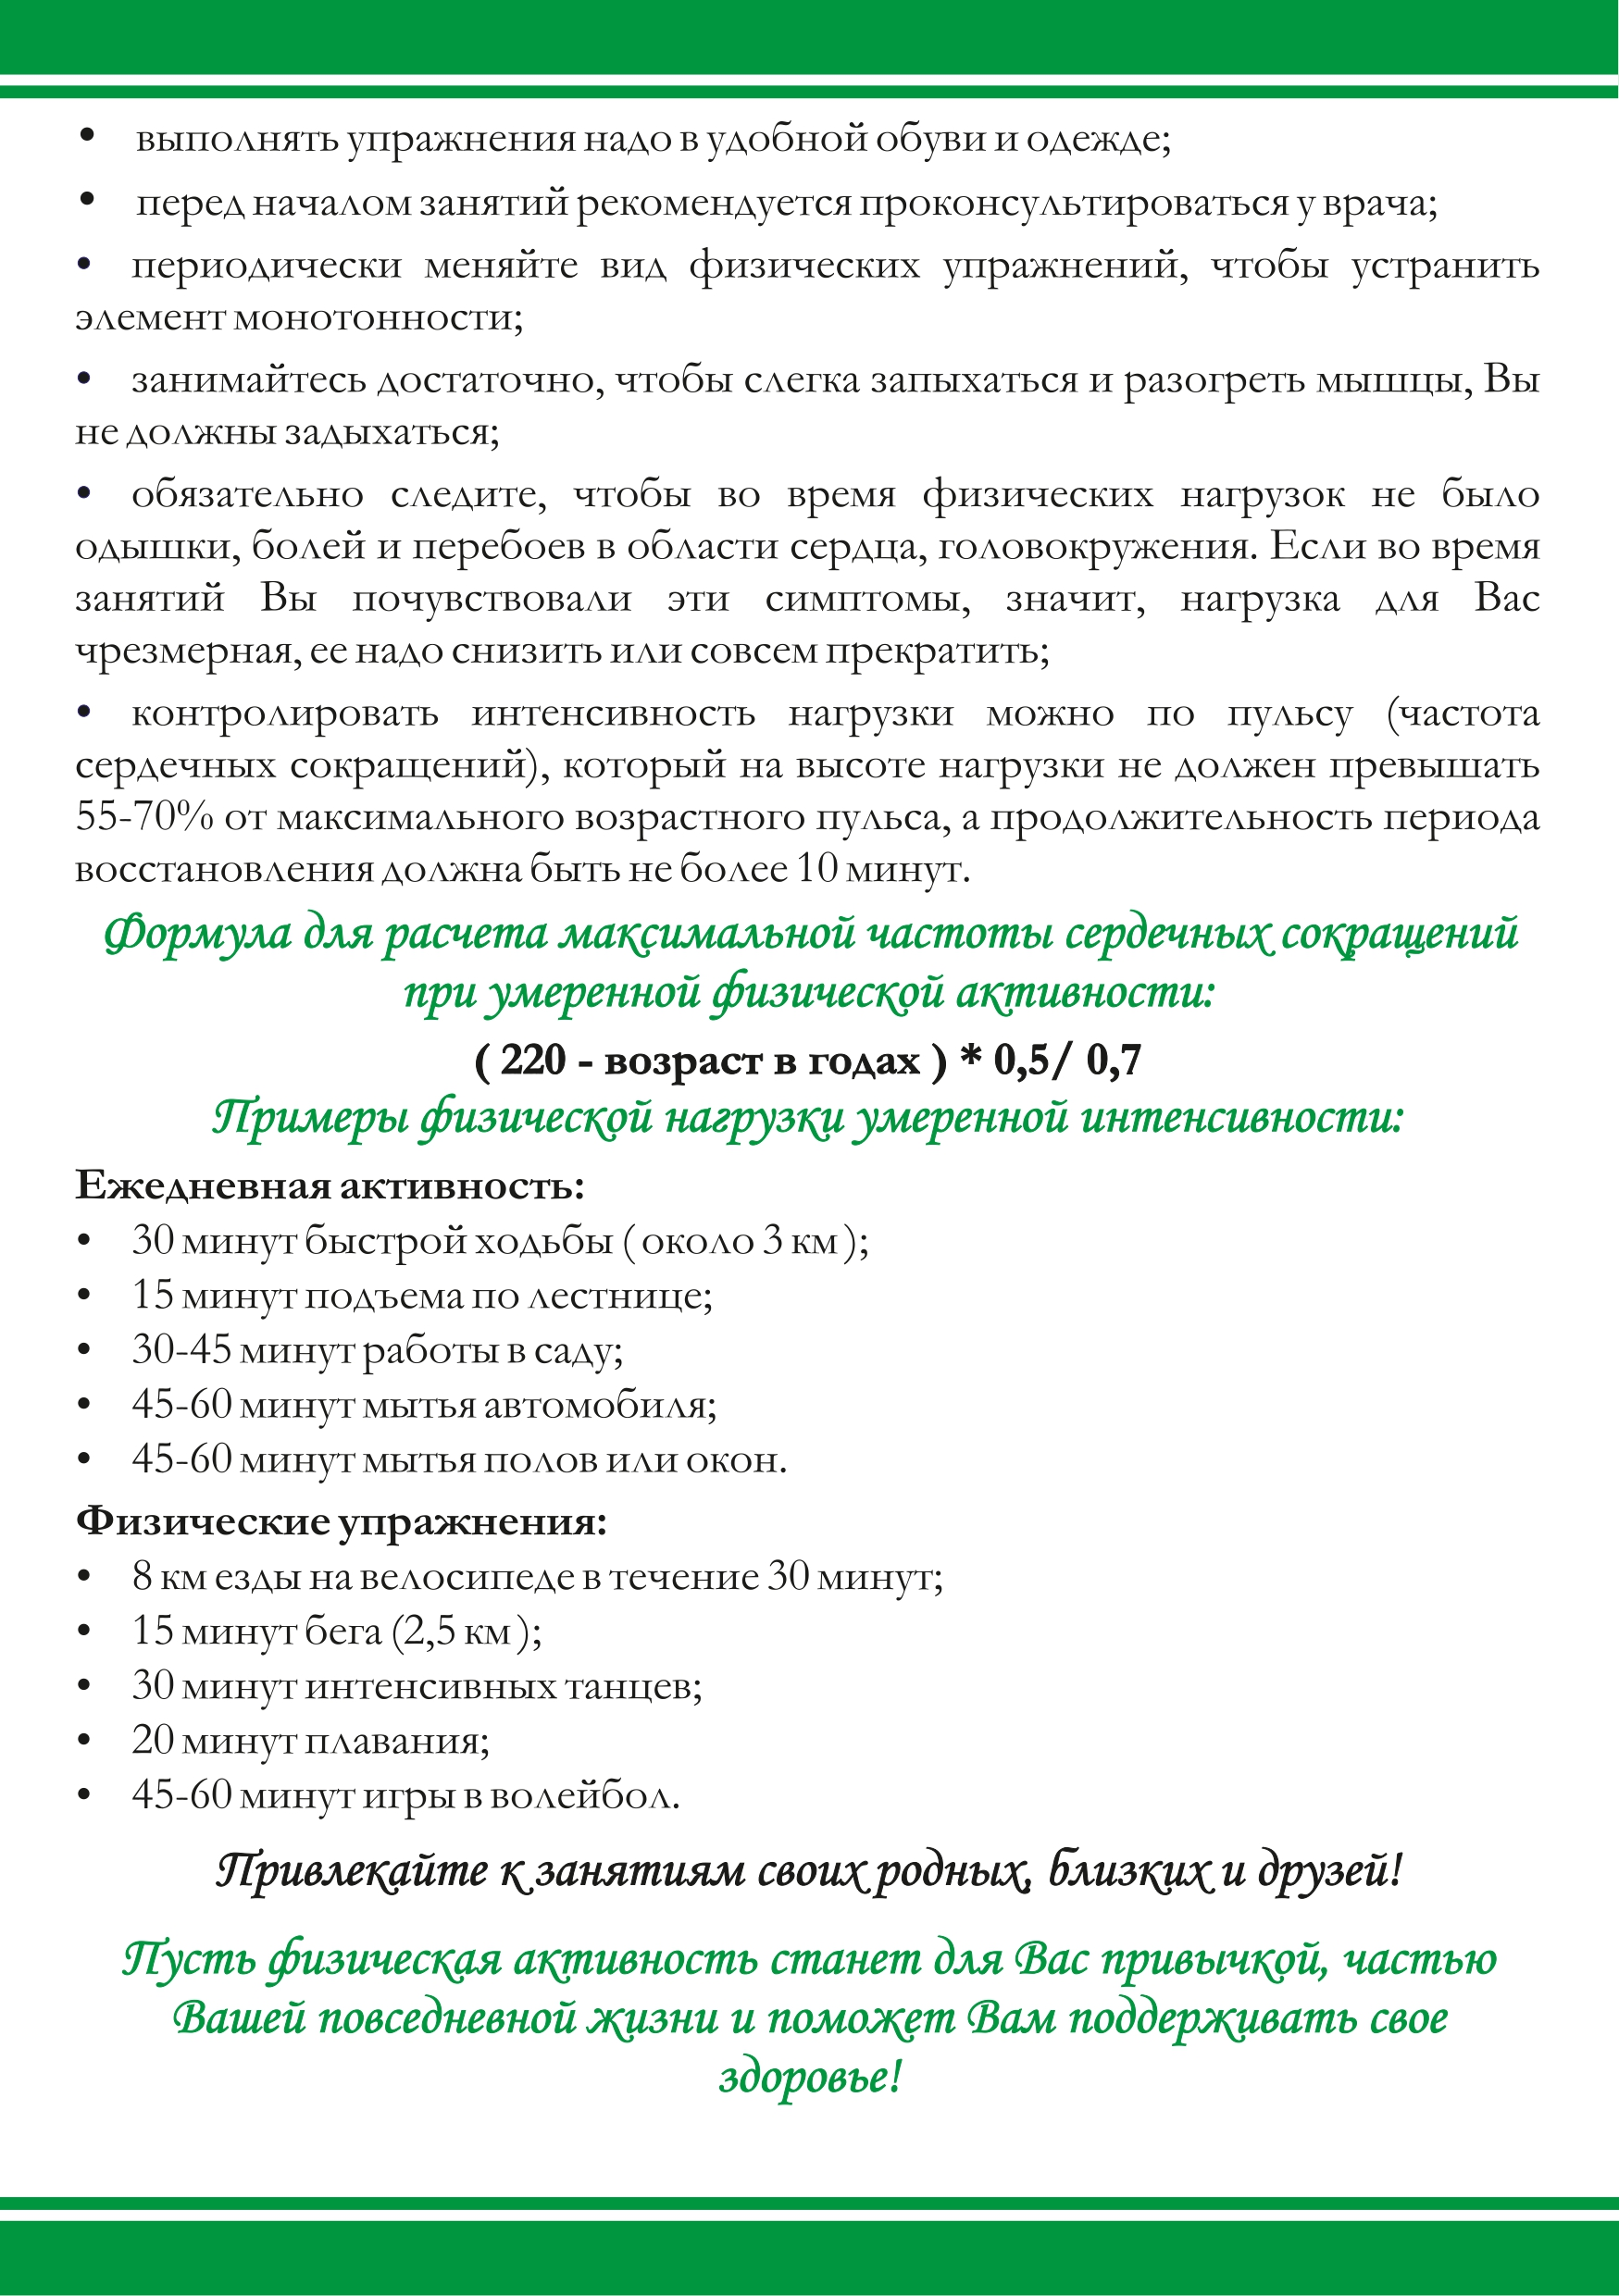 • выполнять упражнения надо в удобной обуви и одежде;
• перед началом занятий рекомендуется проконсультироваться у врача;
• периодически меняйте вид физических упражнений, чтобы устранить
элемент монотонности;
• занимайтесь достаточно, чтобы слегка запыхаться и разогреть мышцы, Вы
не должны задыхаться;
• обязательно следите, чтобы во время физических нагрузок не было
одышки, болей и перебоев в области сердца, головокружения. Если во время
занятий Вы почувствовали эти симптомы, значит, нагрузка для Вас
чрезмерная, ее надо снизить или совсем прекратить;
• контролировать интенсивность нагрузки можно по пульсу (частота
сердечных сокращений), который на высоте нагрузки не должен превышать
55-70% от максимального возрастного пульса, а продолжительность периода
восстановления должна быть не более 10 минут.
Формула для расчета максимальной частоты сердечных сокращений
при умеренной физической активности:
( 220 - возраст в годах ) * 0,5/ 0,7
Примеры физической нагрузки умеренной интенсивности:
Ежедневная активность:
• 30 минут быстрой ходьбы ( около 3 км );
• 15 минут подъема по лестнице;
• 30-45 минут работы в саду;
• 45-60 минут мытья автомобиля;
• 45-60 минут мытья полов или окон.
Физические упражнения:
• 8 км езды на велосипеде в течение 30 минут;
• 15 минут бега (2,5 км );
• 30 минут интенсивных танцев;
• 20 минут плавания;
• 45-60 минут игры в волейбол.
Привлекайте к занятиям своих родных, близких и друзей!
Пусть физическая активность станет для Вас привычкой, частью
Вашей повседневной жизни и поможет Вам поддерживать свое
здоровье!